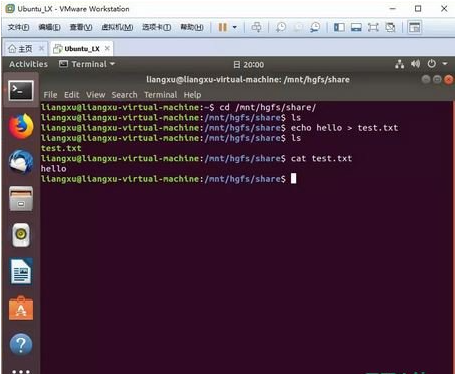 Ubuntu_LX - VMware Workstation
文件(F) 编辑(E) 查看(V) 虚拟机(M) 选项卡(T) 帮助(H)
主页 Ubuntu_LX
Activities Terminal 日 20:00
liangxu@liangxu-virtual-machine: /mnt/hgfs/share
File Edit View Search Terminal Help
liangxu@liangxu-virtual-machine:~$ cd /mnt/hgfs/share/
liangxu@liangxu-virtual-machine:/mnt/hgfs/share$ ls
liangxu@liangxu-virtual-machine:/mnt/hgfs/share$ echo hello > test.txt
liangxu@liangxu-virtual-machine:/mnt/hgfs/share$ ls
test.txt
liangxu@liangxu-virtual-machine:/mnt/hgfs/share$ cat test.txt
hello
liangxu@liangxu-virtual-machine:/mnt/hgfs/share$